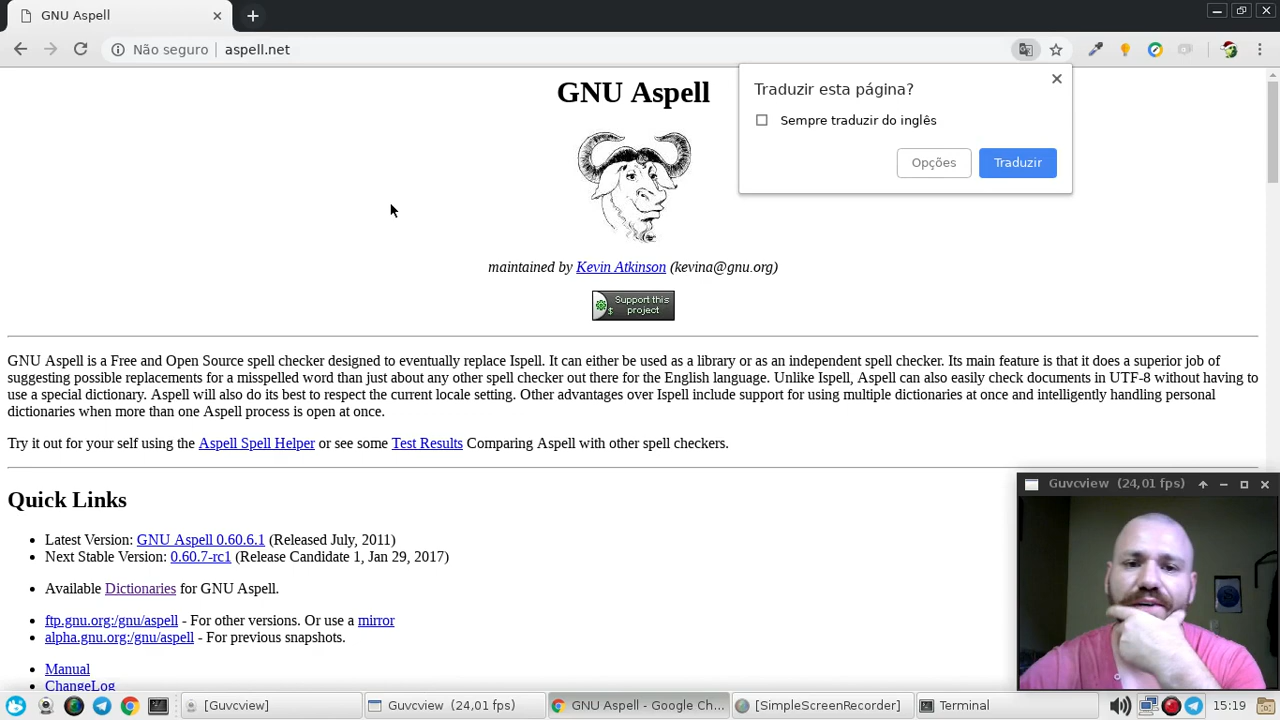 GNU Aspell
Não seguro
aspell.net
Traduzir esta página?
Sempre traduzir do inglês
Opções
Traduzir
GNU Aspell
maintained by Kevin Atkinson (kevina@gnu.org)
Support this
$ project
GNU Aspell is a Free and Open Source spell checker designed to eventually replace Ispell. It can either be used as a library or as an independent spell checker. Its main feature is that it does a superior job of
suggesting possible replacements for a misspelled word than just about any other spell checker out there for the English language. Unlike Ispell, Aspell can also easily check documents in UTF-8 without having to
use a special dictionary. Aspell will also do its best to respect the current locale setting. Other advantages over Ispell include support for using multiple dictionaries at once and intelligently handling personal
dictionaries when more than one Aspell process is open at once.
Try it out for your self using the Aspell Spell Helper or see some Test Results Comparing Aspell with other spell checkers.
Quick Links
Latest Version: GNU Aspell 0.60.6.1 (Released July, 2011)
Next Stable Version: 0.60.7-rc1 (Release Candidate 1, Jan 29, 2017)
Available Dictionaries for GNU Aspell.
ftp.gnu.org:/gnu/aspell - For other versions. Or use a mirror
alpha.gnu.org:/gnu/aspell - For previous snapshots.
Manual
ChangeLog
Guvcview (24,01 fps)
[Guvcview]
Guvcview (24,01 fps)
GNU Aspell - Google Ch...
[SimpleScreenRecorder]
Terminal
15:19